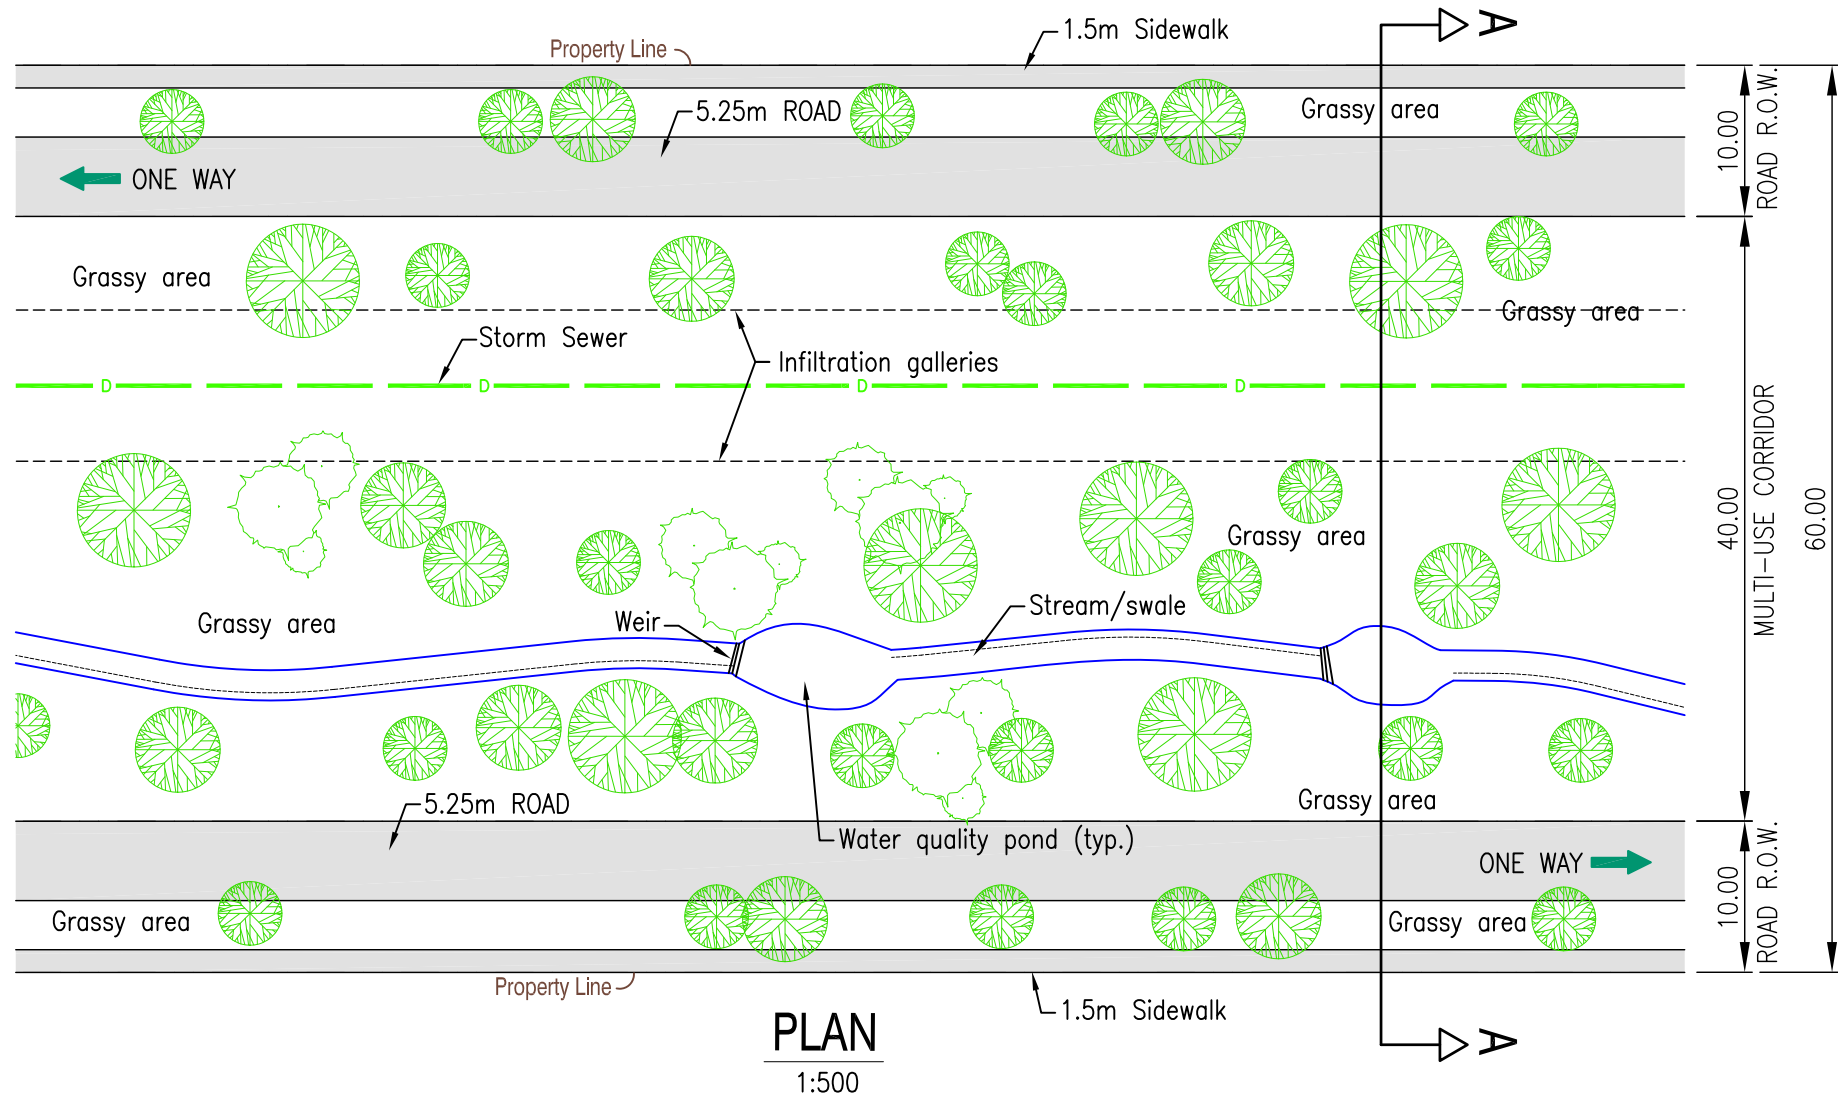 1.5m Sidewalk
A
Property Line
5.25m ROAD
Grassy area
ONE WAY
10.00
ROAD R.O.W.
Grassy area
Grassy area
Storm Sewer
Infiltration galleries
D
D
D
D
MULTI-USE CORRIDOR
40.00
60.00
Grassy area
Grassy area
Weir
Stream/swale
Grassy area
5.25m ROAD
Water quality pond (typ.)
ONE WAY
10.00
ROAD R.O.W.
Grassy area
Grassy area
Property Line
1.5m Sidewalk
A
PLAN
1:500